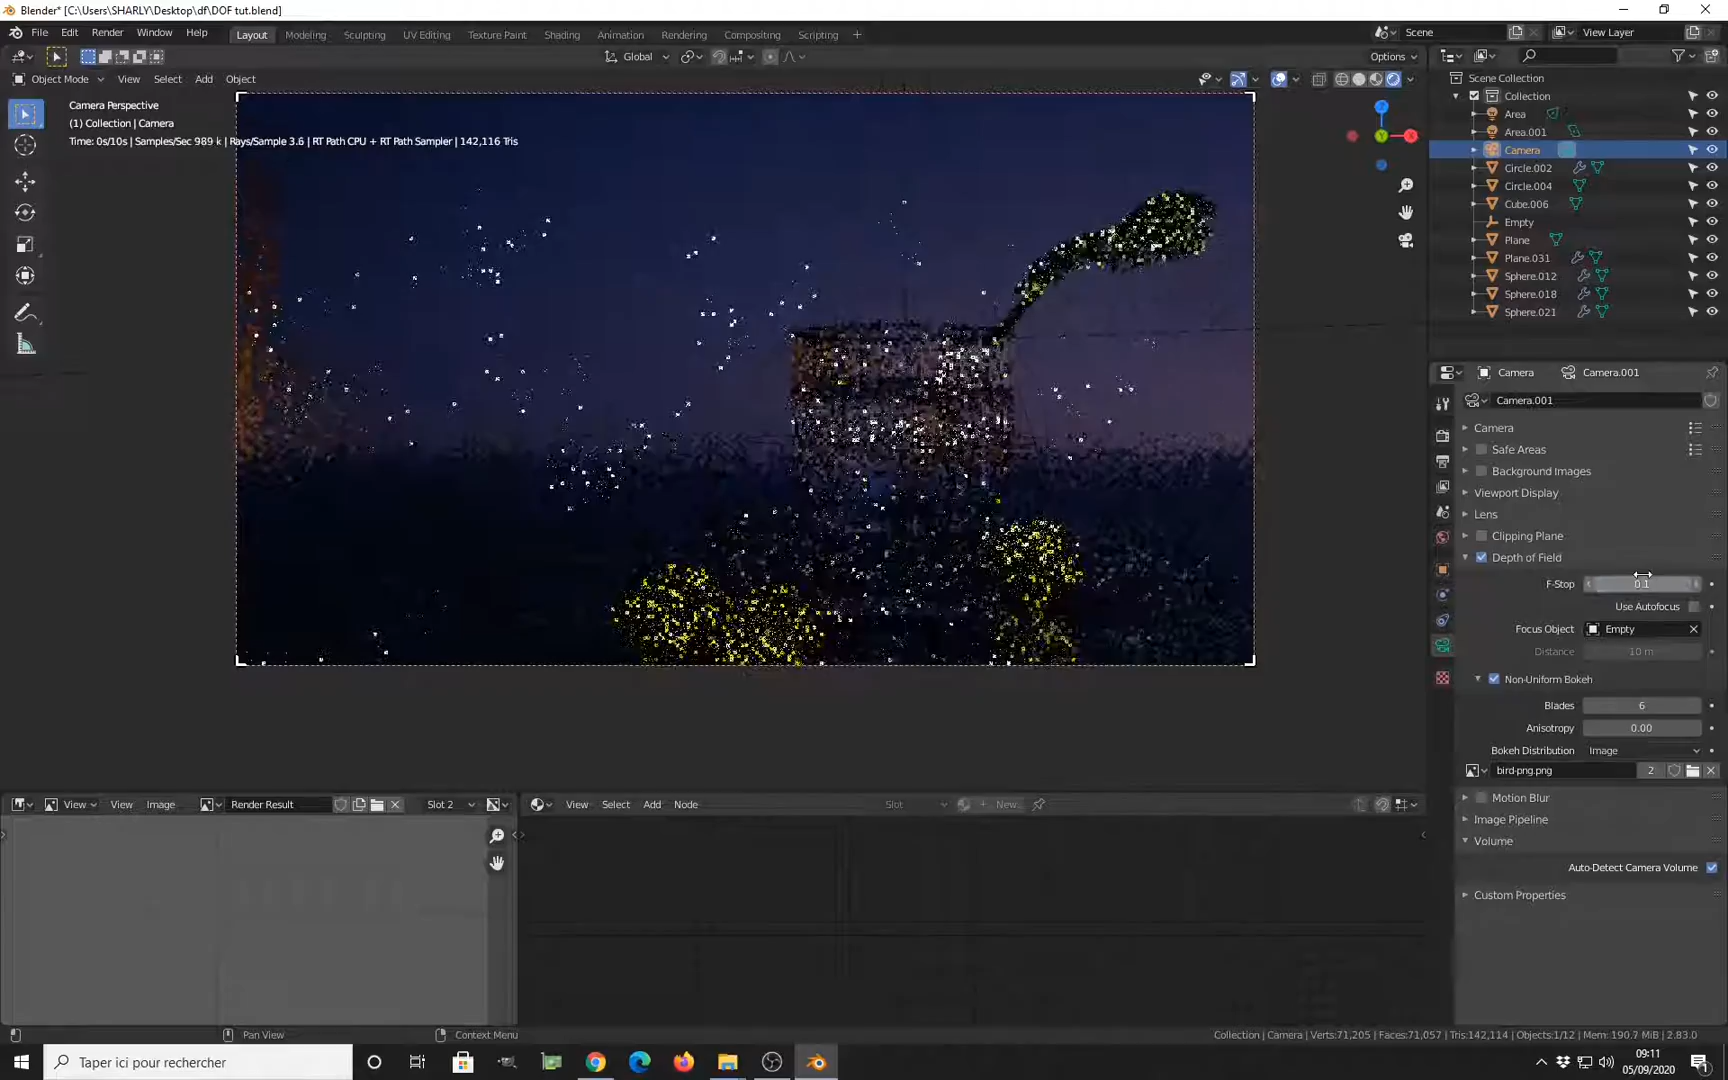 Blender* [C:\Users\SHARLY\Desktop\df\DOF tut.blend]
File Edit Render Window Help Layout Modeling Sculpting UV Editing Texture Paint Shading Animation Rendering Compositing Scripting + Scene View Layer
Global Options
Object Mode View Select Add Object
Camera Perspective
(1) Collection | Camera
Time: 0s/10s | Samples/Sec 989 k | Rays/Sample 3.6 | RT Path CPU + RT Path Sampler | 142,116 Tris
Scene Collection
Collection
Area
Area.001
Camera
Circle.002
Circle.004
Cube.006
Empty
Plane
Plane.031
Sphere.012
Sphere.018
Sphere.021
Camera Camera.001
Camera.001
Camera
Safe Areas
Background Images
Viewport Display
Lens
Clipping Plane
Depth of Field
F-Stop 0.1
Use Autofocus
Focus Object Empty
Distance 10 m
Non-Uniform Bokeh
Blades 6
Anisotropy 0.00
Bokeh Distribution Image
bird-png.png 2
Motion Blur
Image Pipeline
Volume
Auto-Detect Camera Volume
Custom Properties
View View Image Render Result Slot 2
View Select Add Node Slot New
Pan View Context Menu
Collection | Camera | Verts:71,205 | Faces:71,057 | Tris:142,114 | Objects:1/12 | Mem: 190.7 MiB | 2.83.0
Taper ici pour rechercher
09:11
05/09/2020
1